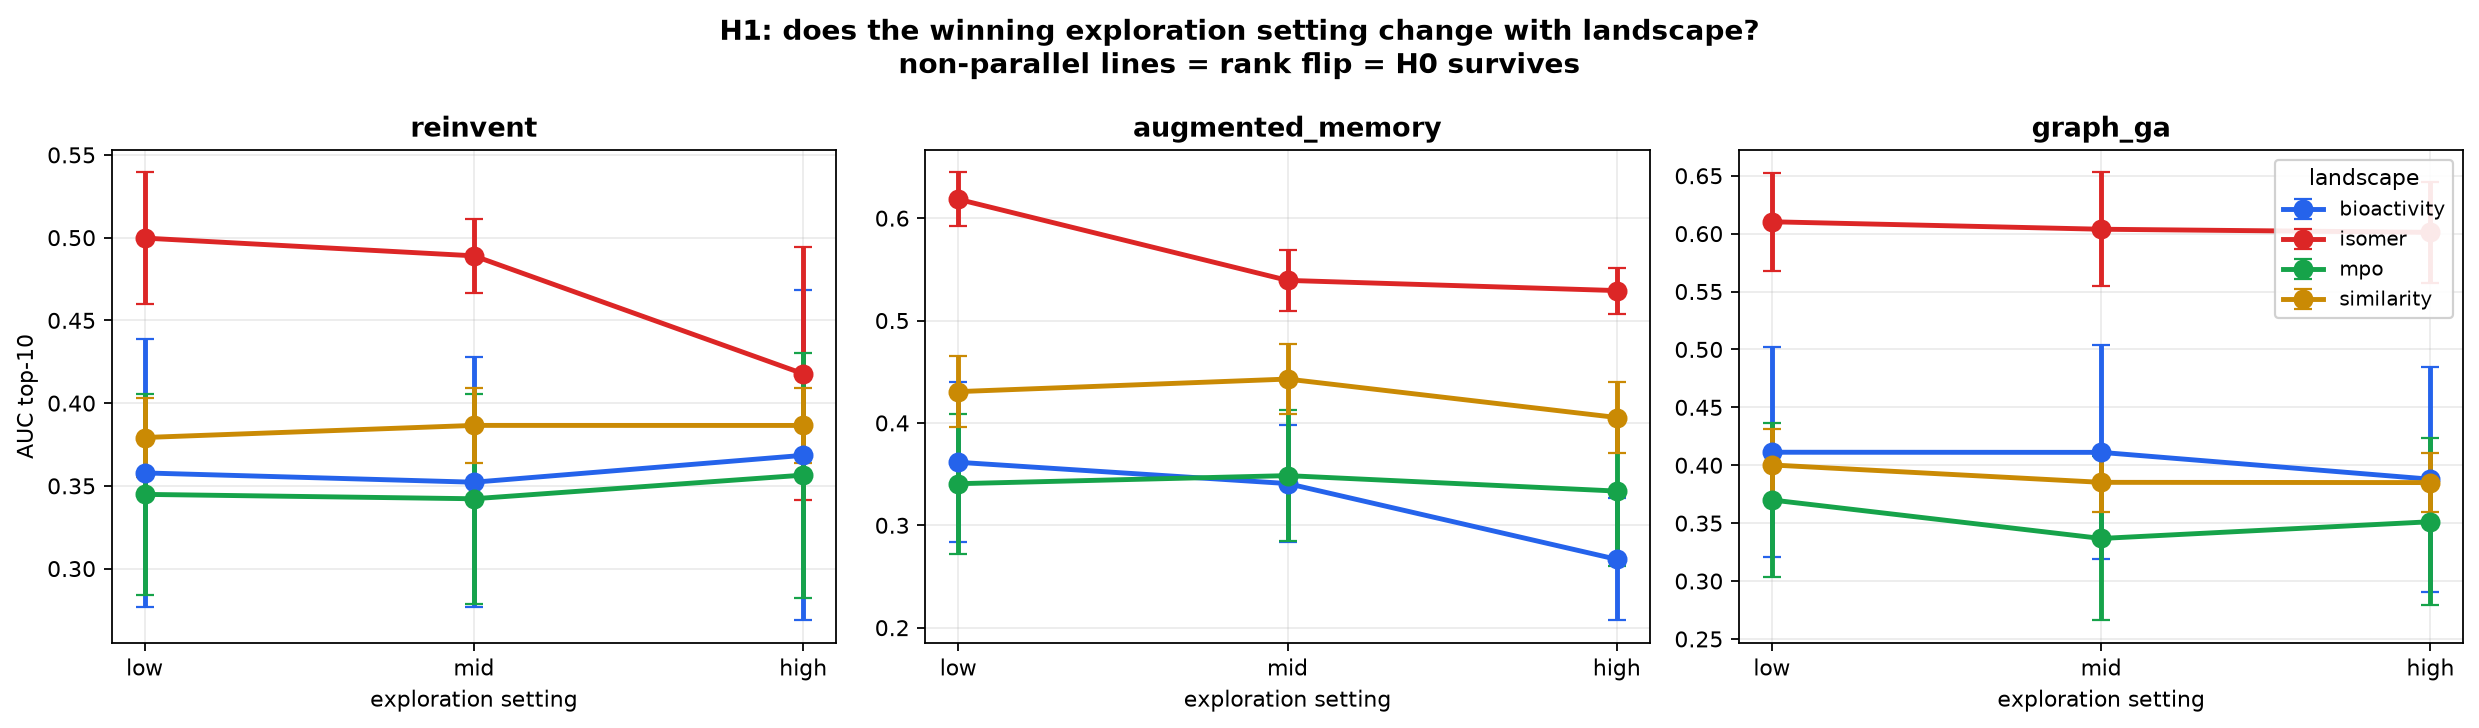 H1: does the winning exploration setting change with landscape?
non-parallel lines = rank flip = H0 survives
reinvent
augmented_memory
graph_ga
AUC top-10
0.55
0.50
0.45
0.40
0.35
0.30
low
mid
high
exploration setting
0.6
0.5
0.4
0.3
0.2
low
mid
high
exploration setting
0.65
0.60
0.55
0.50
0.45
0.40
0.35
0.30
0.25
low
mid
high
exploration setting
landscape
bioactivity
isomer
mpo
similarity